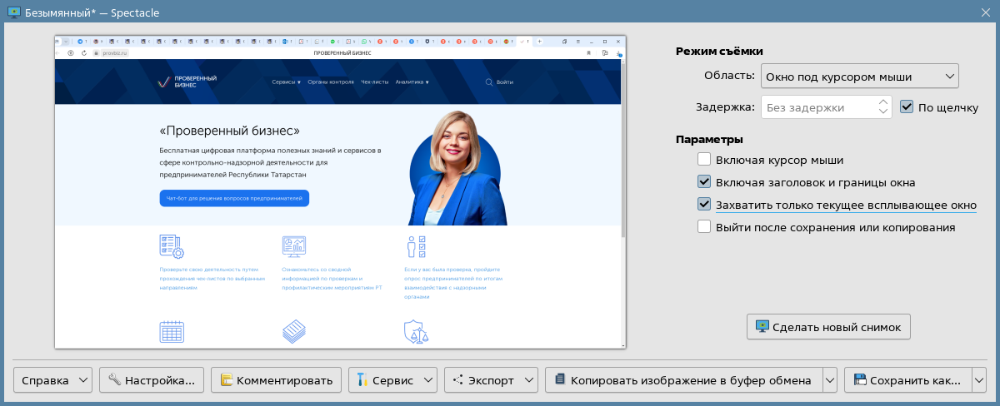 Безымянный* — Spectacle
provbiz.ru
ПРОВЕРЕННЫЙ БИЗНЕС
ПРОВЕРЕННЫЙ
БИЗНЕС
Сервисы ▾ Органы контроля Чек-листы Аналитика ▾ Войти
«Проверенный бизнес»
Бесплатная цифровая платформа полезных знаний и сервисов в
сфере контрольно-надзорной деятельности для
предпринимателей Республики Татарстан
Чат-бот для решения вопросов предпринимателей
Проверьте свою деятельность путем
прохождения чек-листов по выбранным
направлением
Ознакомьтесь со сводной
информацией по проверкам и
профилактическим мероприятием РТ
Если у вас была проверка, пройдите
опрос предпринимателей по итогам
взаимодействия с надзорными
органами
Режим съёмки
Область: Окно под курсором мыши
Задержка: Без задержки По щелчку
Параметры
Включая курсор мыши
Включая заголовок и границы окна
Захватить только текущее всплывающее окно
Выйти после сохранения или копирования
Сделать новый снимок
Справка Настройка... Комментировать Сервис Экспорт Копировать изображение в буфер обмена Сохранить как...